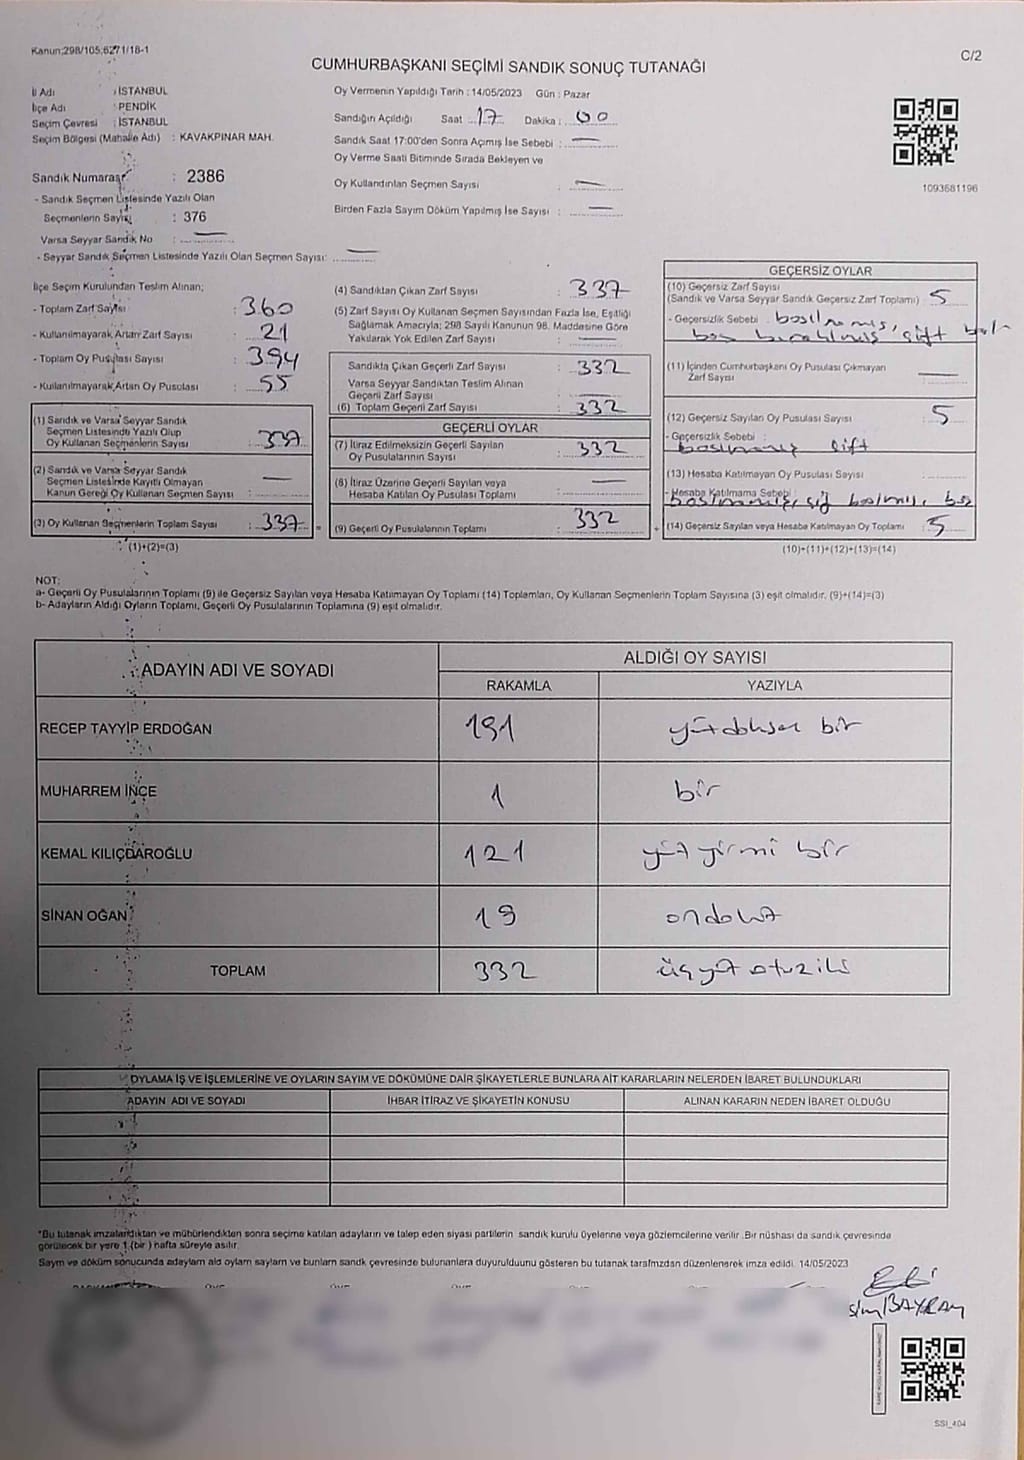 Kanun;298/105;6271/18-1
C/2
CUMHURBAŞKANI SEÇİMİ SANDIK SONUÇ TUTANAĞI
İl Adı : İSTANBUL
İlçe Adı : PENDİK
Seçim Çevresi : İSTANBUL
Seçim Bölgesi (Mahalle Adı) : KAVAKPINAR MAH.
Sandık Numarası : 2386
- Sandık Seçmen Listesinde Yazılı Olan
Seçmenlerin Sayısı : 376
Varsa Seyyar Sandık No : —
- Seyyar Sandık Seçmen Listesinde Yazılı Olan Seçmen Sayısı: —
Oy Vermenin Yapıldığı Tarih : 14/05/2023 Gün : Pazar
Sandığın Açıldığı Saat 17 Dakika : 00
Sandık Saat 17:00'den Sonra Açımış İse Sebebi : —
Oy Verme Saati Bitiminde Sırada Bekleyen ve
Oy Kullandırılan Seçmen Sayısı : —
Birden Fazla Sayım Döküm Yapılmış İse Sayısı : —
1093681196
İlçe Seçim Kurulundan Teslim Alınan;
- Toplam Zarf Sayısı : 360
- Kullanılmayarak Artan Zarf Sayısı : 21
- Toplam Oy Pusulası Sayısı : 394
- Kullanılmayarak Artan Oy Pusulası : 55
(1) Sandık ve Varsa Seyyar Sandık
Seçmen Listesinde Yazılı Olup
Oy Kullanan Seçmenlerin Sayısı : 337
(2) Sandık ve Varsa Seyyar Sandık
Seçmen Listesinde Kayıtlı Olmayan
Kanun Gereği Oy Kullanan Seçmen Sayısı : —
(3) Oy Kullanan Seçmenlerin Toplam Sayısı : 337 =
(1)+(2)=(3)
(4) Sandıktan Çıkan Zarf Sayısı : 337
(5) Zarf Sayısı Oy Kullanan Seçmen Sayısından Fazla İse, Eşitliği
Sağlamak Amacıyla; 298 Sayılı Kanunun 98. Maddesine Göre
Yakılarak Yok Edilen Zarf Sayısı : —
Sandıkta Çıkan Geçerli Zarf Sayısı : 332
Varsa Seyyar Sandıktan Teslim Alınan
Geçerli Zarf Sayısı : —
(6) Toplam Geçerli Zarf Sayısı : 332
GEÇERLİ OYLAR
(7) İtiraz Edilmeksizin Geçerli Sayılan
Oy Pusulalarının Sayısı : 332
(8) İtiraz Üzerine Geçerli Sayılan veya
Hesaba Katılan Oy Pusulası Toplamı : —
(9) Geçerli Oy Pusulalarının Toplamı : 332 +
GEÇERSİZ OYLAR
(10) Geçersiz Zarf Sayısı
(Sandık ve Varsa Seyyar Sandık Geçersiz Zarf Toplamı) : 5
- Geçersizlik Sebebi :
boş bırakılmış çift
(11) İçinden Cumhurbaşkanı Oy Pusulası Çıkmayan
Zarf Sayısı : —
(12) Geçersiz Sayılan Oy Pusulası Sayısı : 5
- Geçersizlik Sebebi :
çift
(13) Hesaba Katılmayan Oy Pusulası Sayısı :
- Hesaba Katılmama Sebebi :
(14) Geçersiz Sayılan veya Hesaba Katılmayan Oy Toplamı : 5
(10)+(11)+(12)+(13)=(14)
NOT:
a- Geçerli Oy Pusulalarının Toplamı (9) ile Geçersiz Sayılan veya Hesaba Katılmayan Oy Toplamı (14) Toplamları, Oy Kullanan Seçmenlerin Toplam Sayısına (3) eşit olmalıdır. (9)+(14)=(3)
b- Adayların Aldığı Oyların Toplamı, Geçerli Oy Pusulalarının Toplamına (9) eşit olmalıdır.
ADAYIN ADI VE SOYADI ALDIĞI OY SAYISI
RAKAMLA YAZIYLA
RECEP TAYYİP ERDOĞAN 191 yüzdoksan bir
MUHARREM İNCE 1 bir
KEMAL KILIÇDAROĞLU 121 yüz yirmi bir
SİNAN OĞAN 19 ondokuz
TOPLAM 332 üçyüz otuziki
OYLAMA İŞ VE İŞLEMLERİNE VE OYLARIN SAYIM VE DÖKÜMÜNE DAİR ŞİKAYETLERLE BUNLARA AİT KARARLARIN NELERDEN İBARET BULUNDUKLARI
ADAYIN ADI VE SOYADI İHBAR İTİRAZ VE ŞİKAYETİN KONUSU ALINAN KARARIN NEDEN İBARET OLDUĞU
*Bu tutanak imzalandıktan ve mühürlendikten sonra seçime katılan adayların ve talep eden siyasi partilerin sandık kurulu üyelerine veya gözlemcilerine verilir .Bir nüshası da sandık çevresinde
görülecek bir yere 1 (bir ) hafta süreyle asılır.
Sayım ve döküm sonucunda adayların aldı oyların sayların ve bunların sandık çevresinde bulunanlara duyurulduunu gösteren bu tutanak tarafımızdan düzenlenerek imza edildi. 14/05/2023
BAYRAM
SSI_404